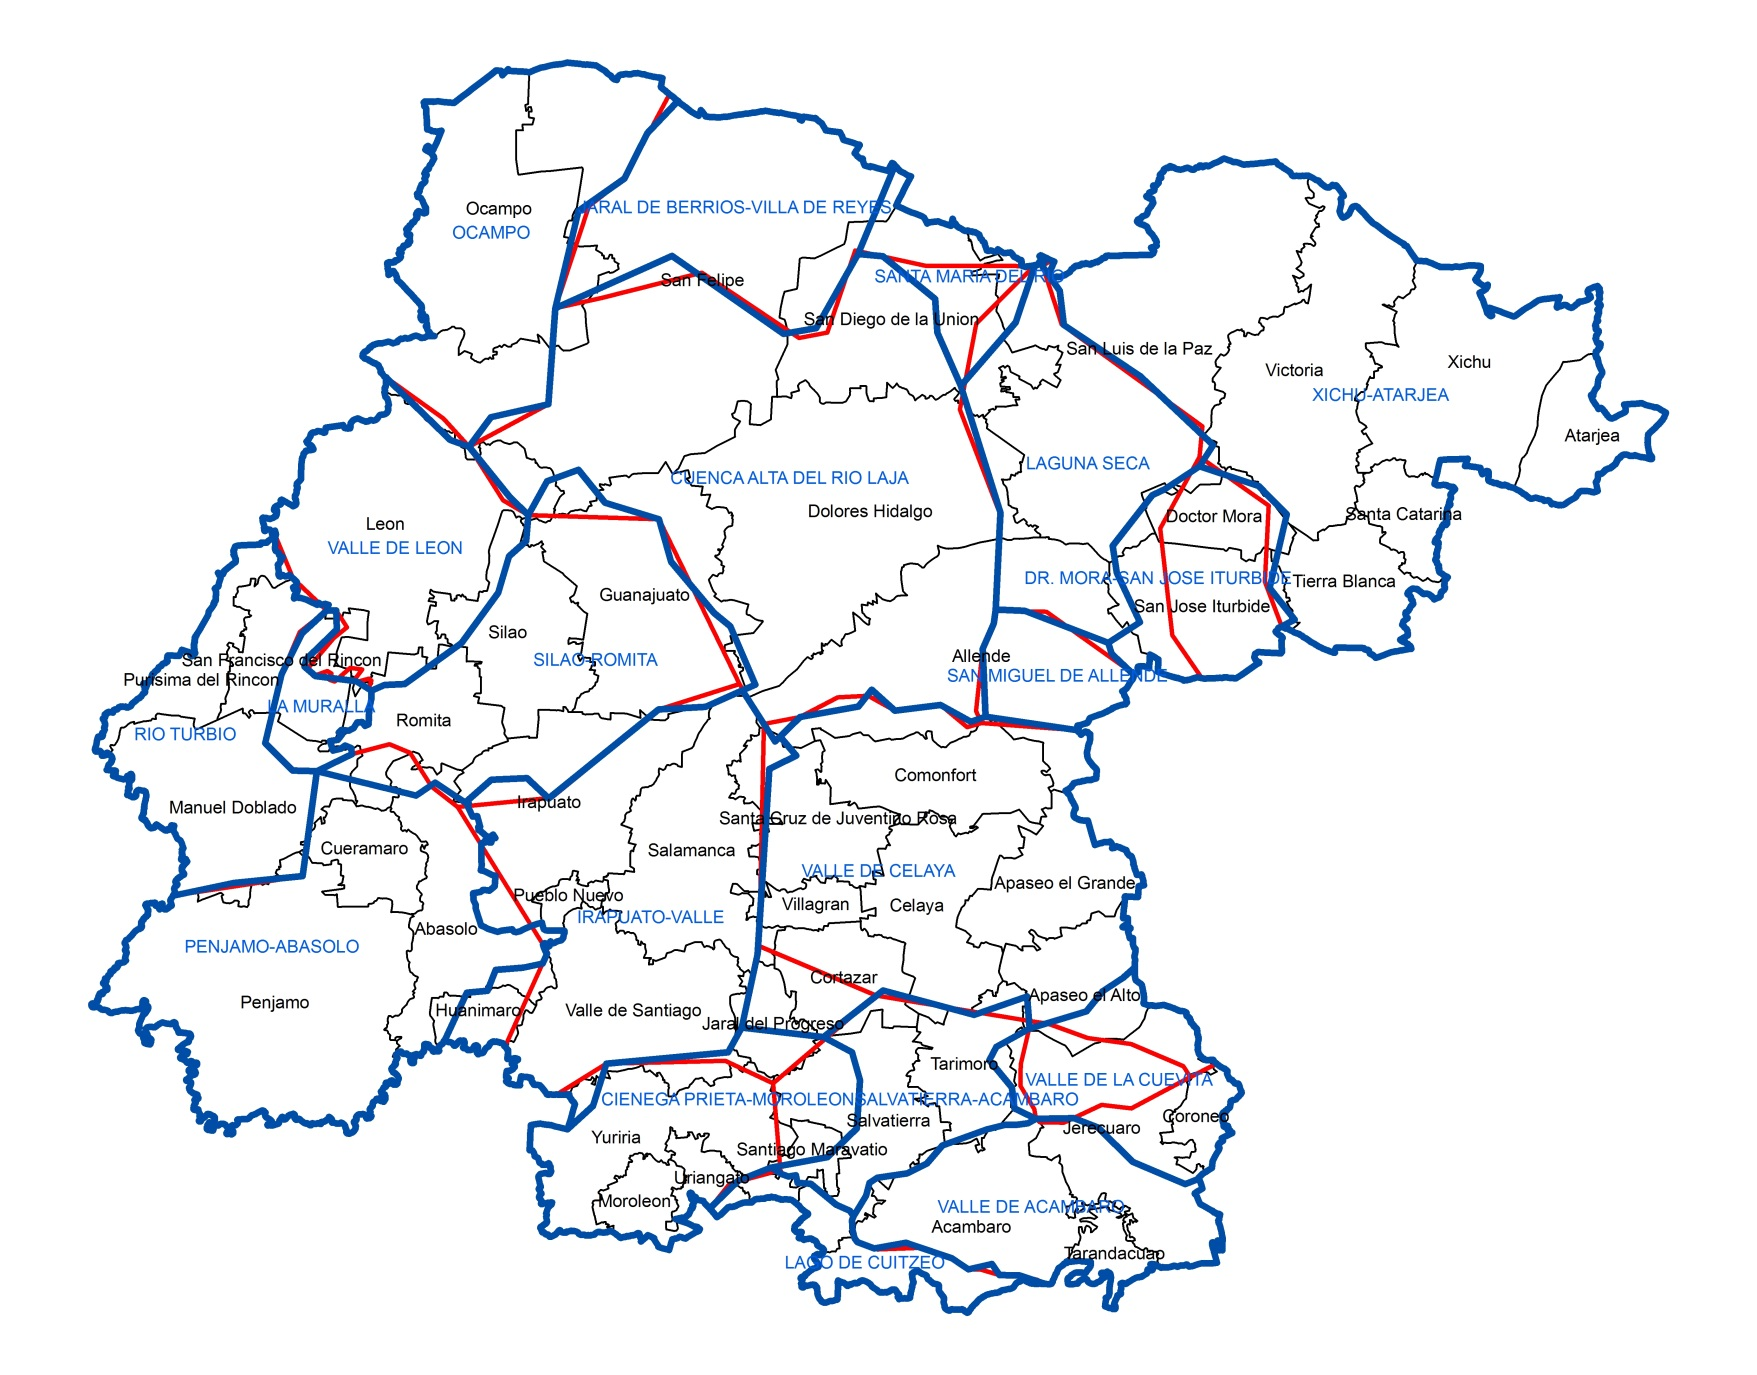 Ocampo
OCAMPO
JARAL DE BERRIOS-VILLA DE REYES
San Felipe
SANTA MARIA DEL RIO
San Diego de la Union
San Luis de la Paz
Victoria
Xichu
XICHU-ATARJEA
Atarjea
LAGUNA SECA
CUENCA ALTA DEL RIO LAJA
Dolores Hidalgo
Leon
VALLE DE LEON
Doctor Mora
Santa Catarina
DR. MORA-SAN JOSE ITURBIDE
Tierra Blanca
San Jose Iturbide
Guanajuato
Silao
SILAO-ROMITA
Allende
SAN MIGUEL DE ALLENDE
San Francisco del Rincon
Purisima del Rincon
LA MURALLA
Romita
RIO TURBIO
Comonfort
Manuel Doblado
Irapuato
Santa Cruz de Juventino Rosa
Cueramaro
Salamanca
VALLE DE CELAYA
Apaseo el Grande
Pueblo Nuevo
Villagran
Celaya
IRAPUATO-VALLE
Abasolo
PENJAMO-ABASOLO
Cortazar
Penjamo
Huanimaro
Valle de Santiago
Apaseo el Alto
Jaral del Progreso
Tarimoro
VALLE DE LA CUEVITA
CIENEGA PRIETA-MOROLEON
SALVATIERRA-ACAMBARO
Salvatierra
Coroneo
Jerecuaro
Yuriria
Santiago Maravatio
Uriangato
Moroleon
VALLE DE ACAMBARO
Acambaro
Tarandacuao
LAGO DE CUITZEO